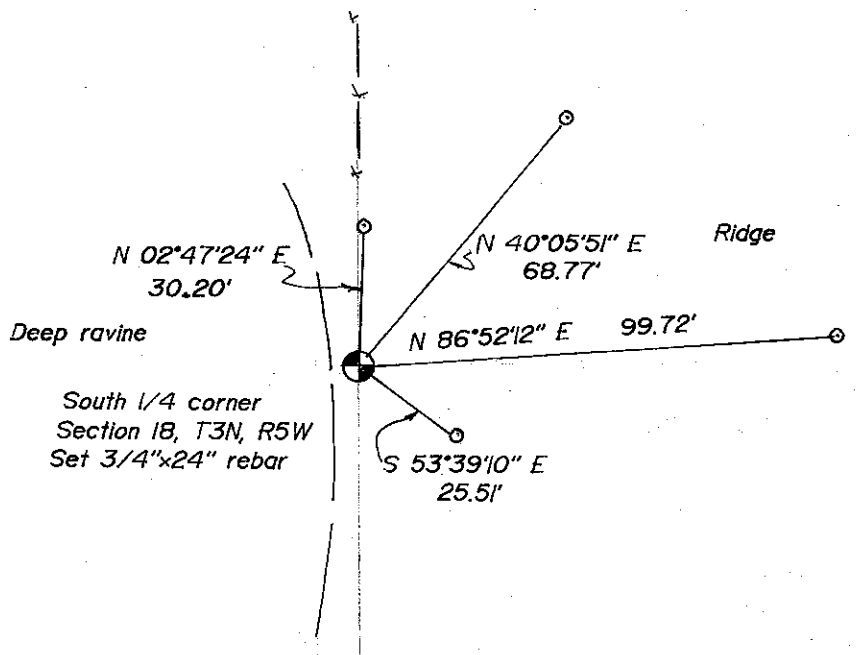 N 02°47'24" E
30.20'
N 40°05'51" E
68.77'
Ridge
Deep ravine
N 86°52'12" E 99.72'
South 1/4 corner
Section 18, T3N, R5W
Set 3/4"x24" rebar
S 53°39'10" E
25.51'